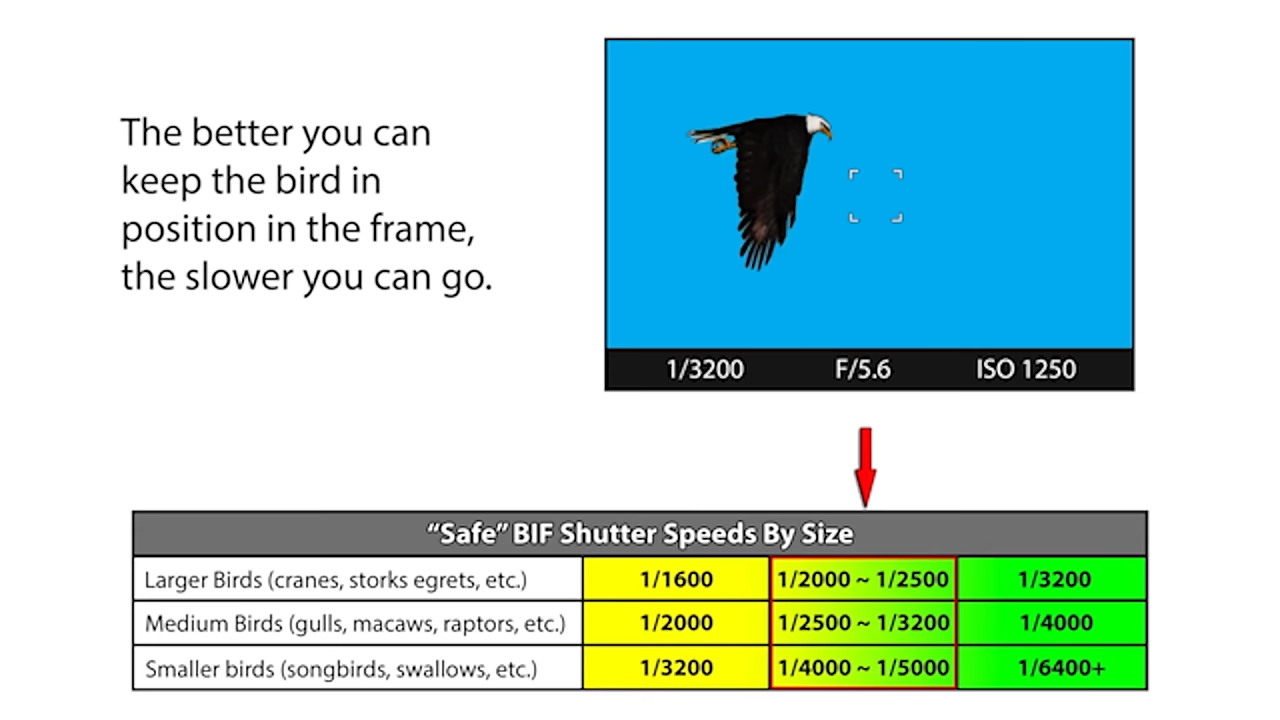 The better you can
keep the bird in
position in the frame,
the slower you can go.
1/3200 F/5.6 ISO 1250
“Safe” BIF Shutter Speeds By Size
Larger Birds (cranes, storks egrets, etc.) 1/1600 1/2000 ~ 1/2500 1/3200
Medium Birds (gulls, macaws, raptors, etc.) 1/2000 1/2500 ~ 1/3200 1/4000
Smaller birds (songbirds, swallows, etc.) 1/3200 1/4000 ~ 1/5000 1/6400+